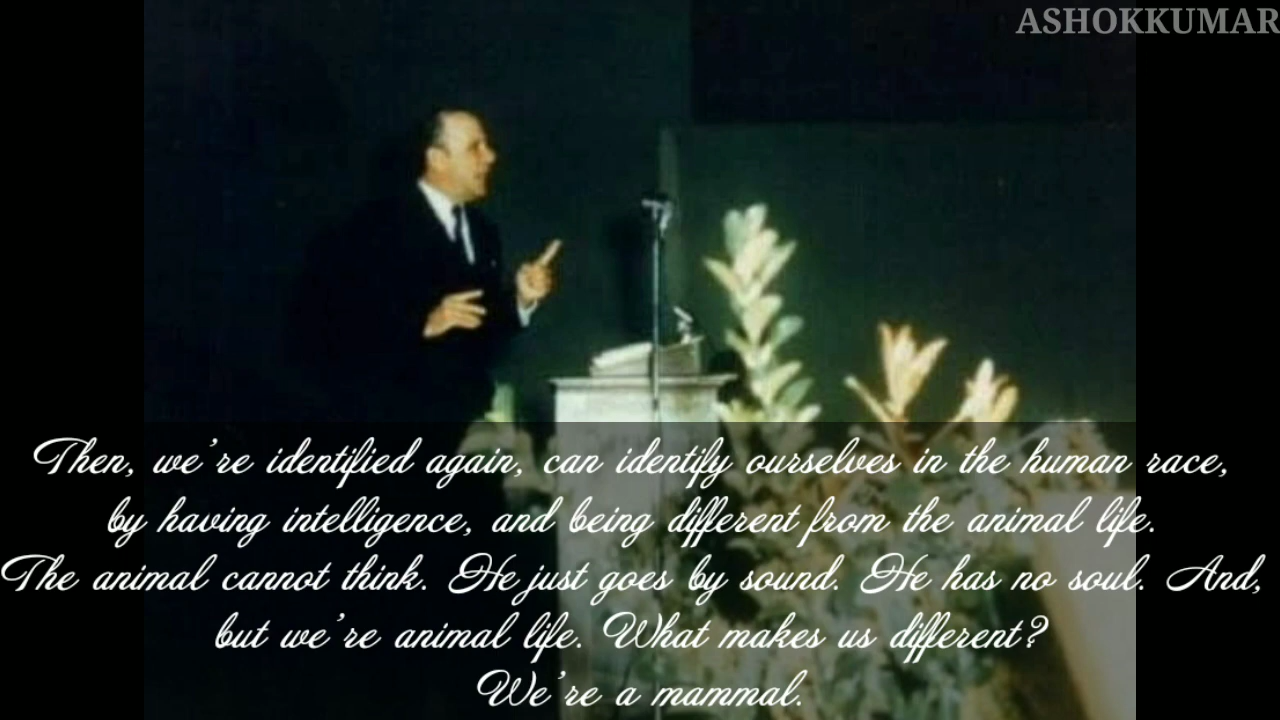 ASHOKKUMAR
Then, we're identified again, can identify ourselves in the human race,
by having intelligence, and being different from the animal life.
The animal cannot think. He just goes by sound. He has no soul. And,
but we're animal life. What makes us different?
We're a mammal.